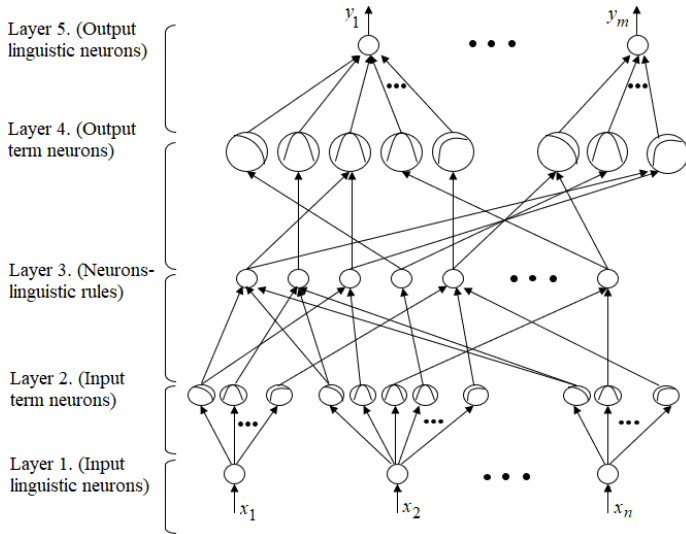 y1
ym
Layer 5. (Output
linguistic neurons)
Layer 4. (Output
term neurons)
Layer 3. (Neurons-
linguistic rules)
Layer 2. (Input
term neurons)
Layer 1. (Input
linguistic neurons)
x1
x2
xn